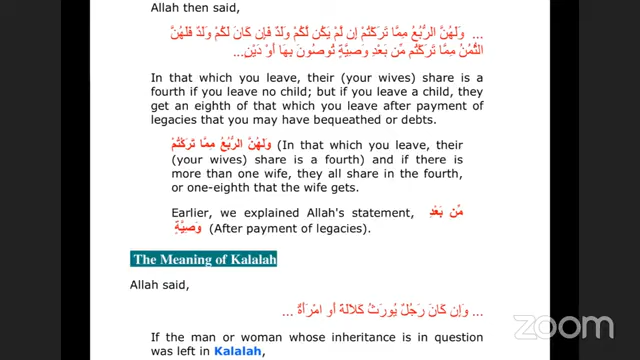 Allah then said,
... وَلَهُنَّ الرُّبُعُ مِمَّا تَرَكْتُمْ إِن لَّمْ يَكُن لَّكُمْ وَلَدٌ فَإِن كَانَ لَكُمْ وَلَدٌ فَلَهُنَّ
الثُّمُنُ مِمَّا تَرَكْتُم مِّن بَعْدِ وَصِيَّةٍ تُوصُونَ بِهَا أَوْ دَيْنٍ...
In that which you leave, their (your wives) share is a
fourth if you leave no child; but if you leave a child, they
get an eighth of that which you leave after payment of
legacies that you may have bequeathed or debts.
وَلَهُنَّ الرُّبُعُ مِمَّا تَرَكْتُمْ (In that which you leave, their
(your wives) share is a fourth) and if there is
more than one wife, they all share in the fourth,
or one-eighth that the wife gets.
Earlier, we explained Allah's statement, مِّن بَعْدِ
وَصِيَّةٍ (After payment of legacies).
The Meaning of Kalalah
Allah said,
... وَإِن كَانَ رَجُلٌ يُورَثُ كَلَالَةً أَو امْرَأَةٌ ...
If the man or woman whose inheritance is in question
was left in Kalalah,
zoom